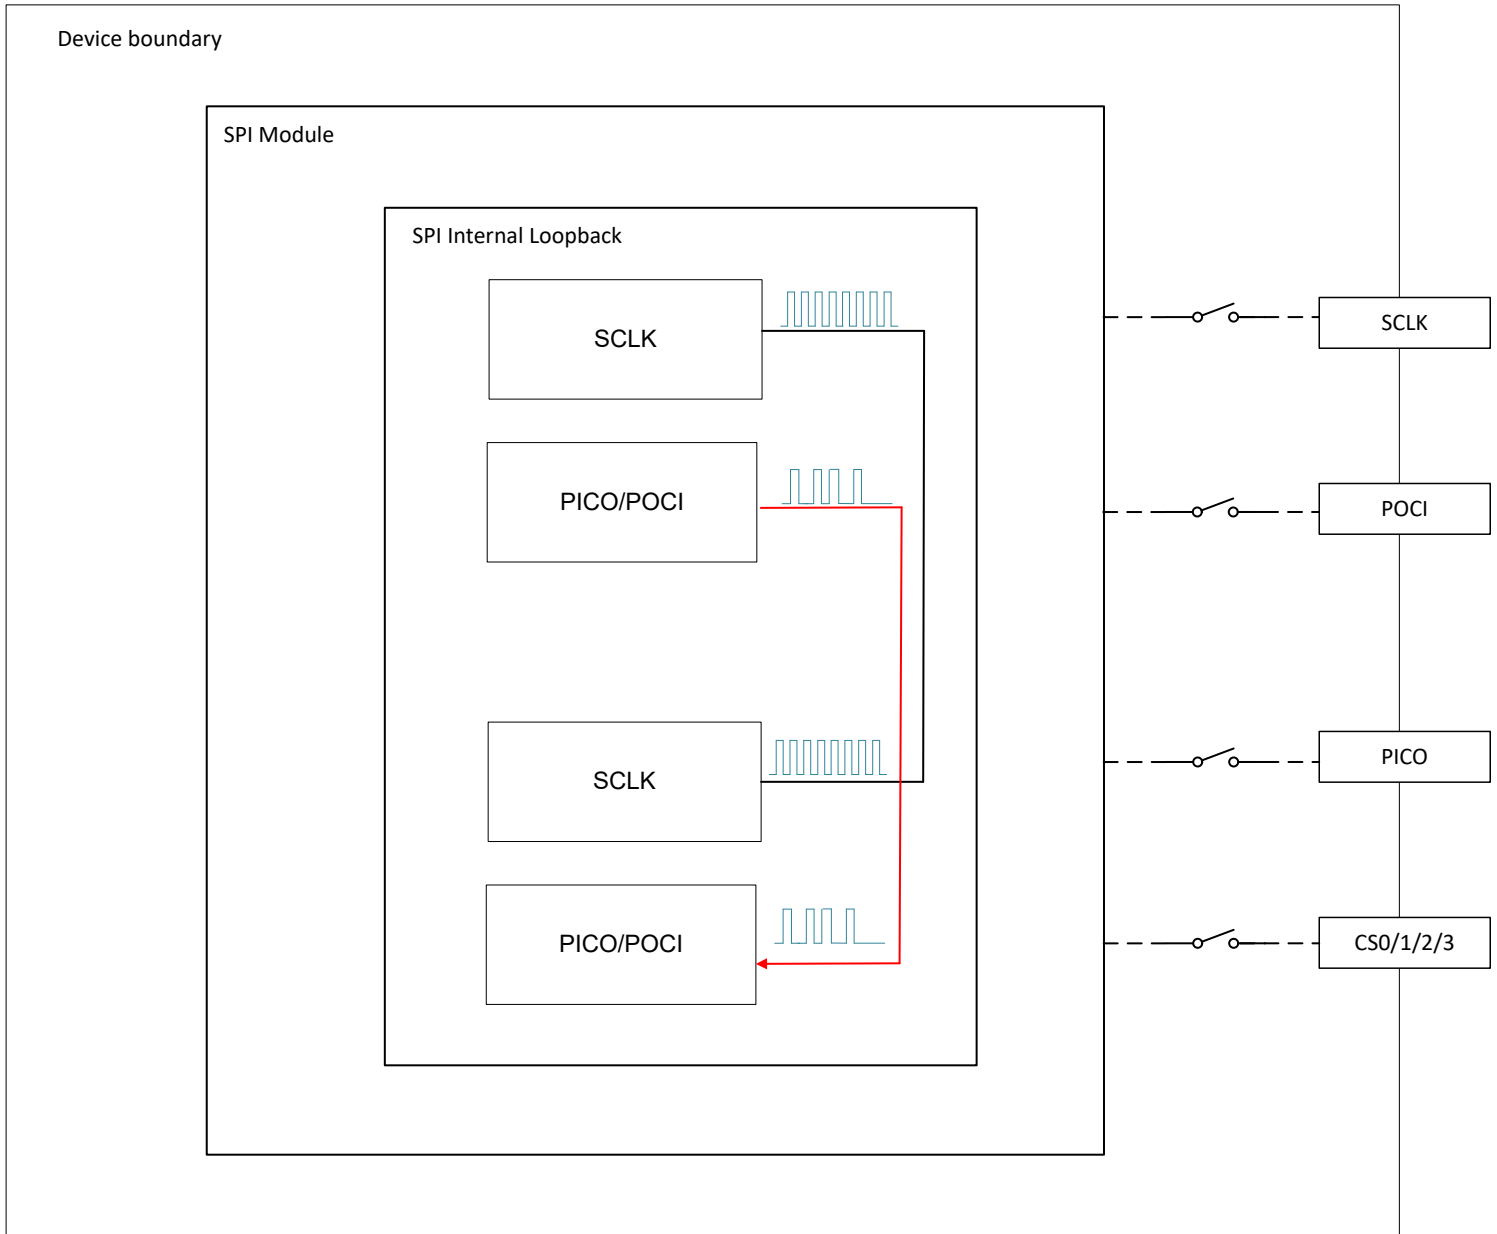 Device boundary
SPI Module
SPI Internal Loopback
SCLK
SCLK
PICO/POCI
POCI
SCLK
PICO
PICO/POCI
CS0/1/2/3